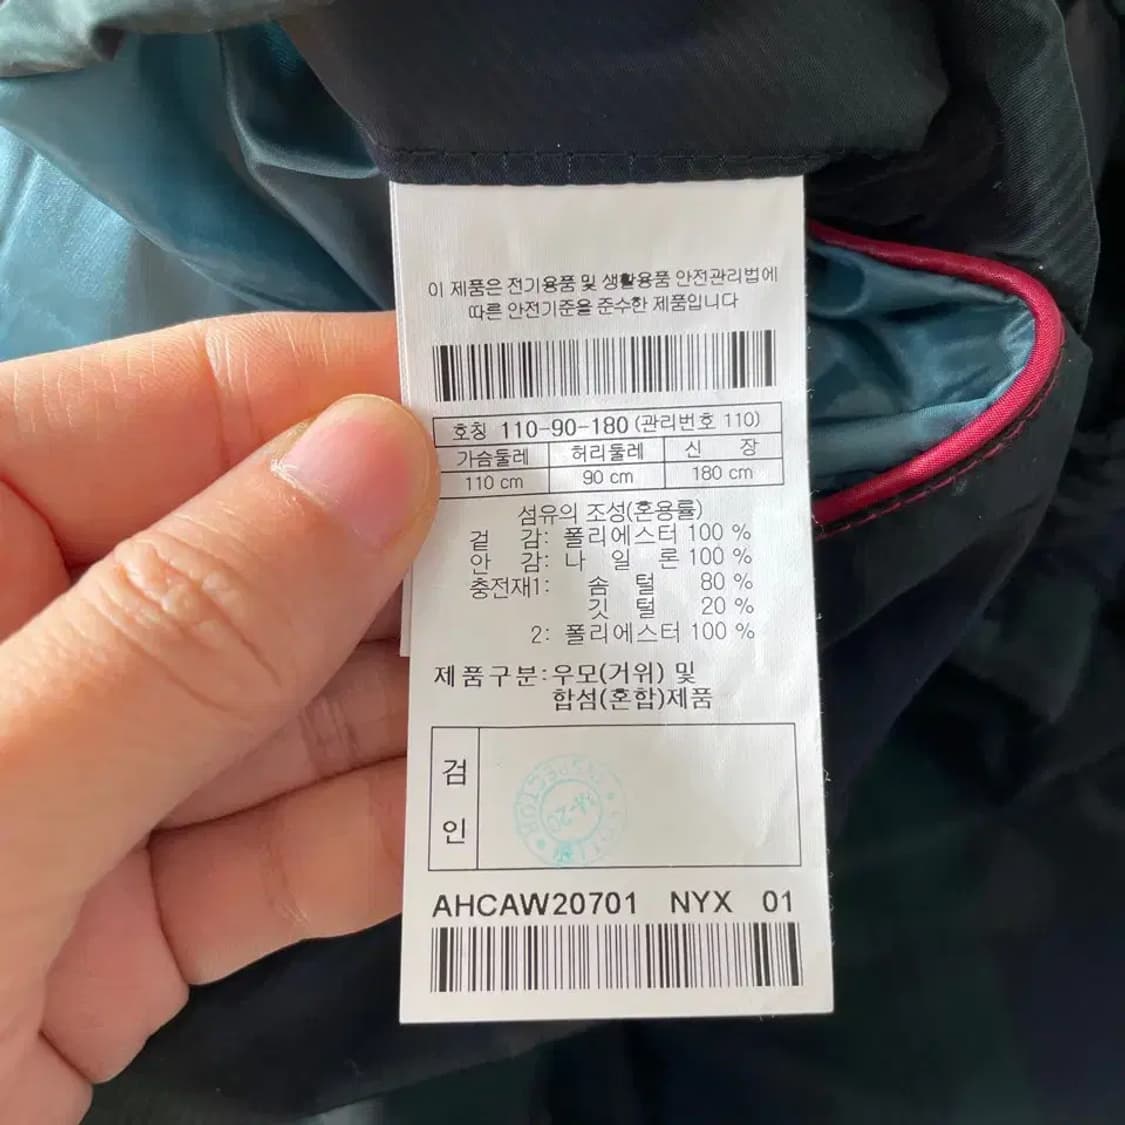 이 제품은 전기용품 및 생활용품 안전관리법에
따른 안전기준을 준수한 제품입니다
호칭 110-90-180 (관리번호 110)
가슴둘레 허리둘레 신 장
110 cm 90 cm 180 cm
섬유의 조성(혼용률)
겉 감: 폴리에스터 100 %
안 감: 나 일 론 100 %
충전재1: 솜 털 80 %
깃 털 20 %
2: 폴리에스터 100 %
제품구분: 우모(거위) 및
합섬(혼합)제품
검
인
AHCAW20701 NYX 01